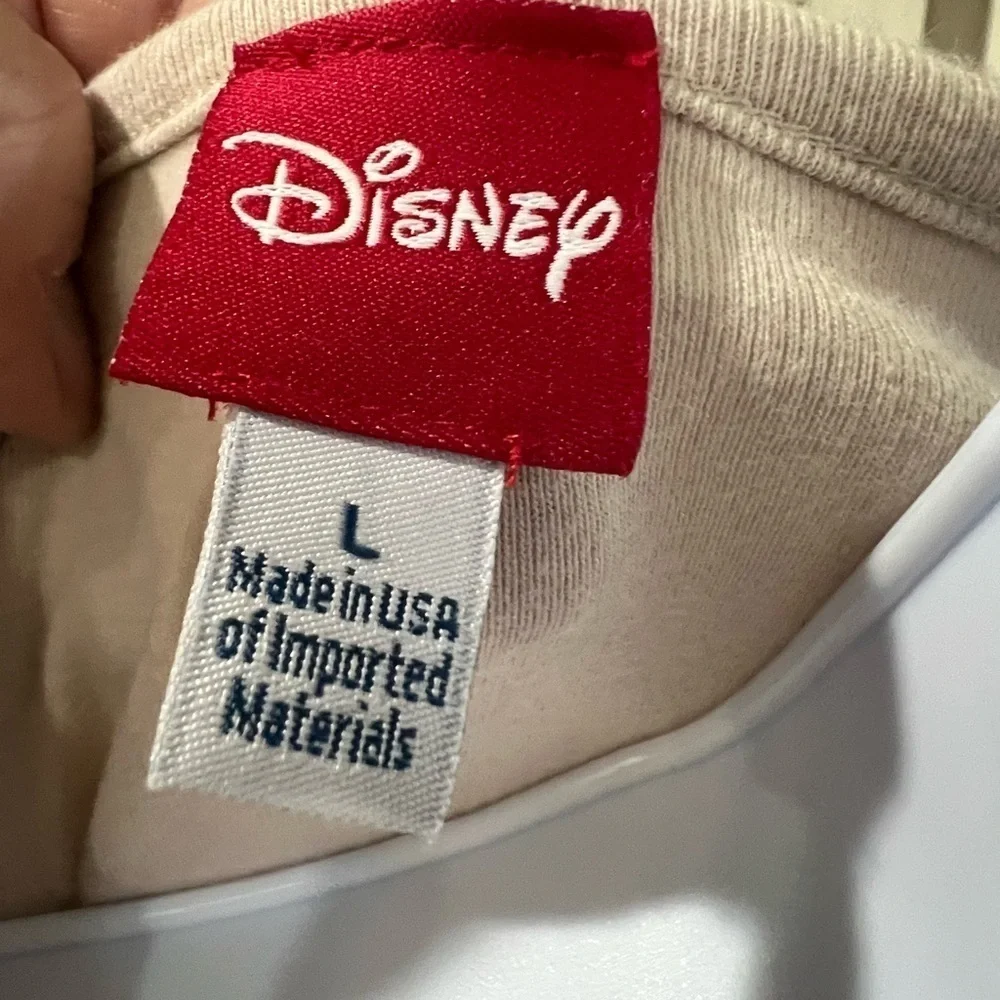 Disney
L
Made in USA
of Imported
Materials